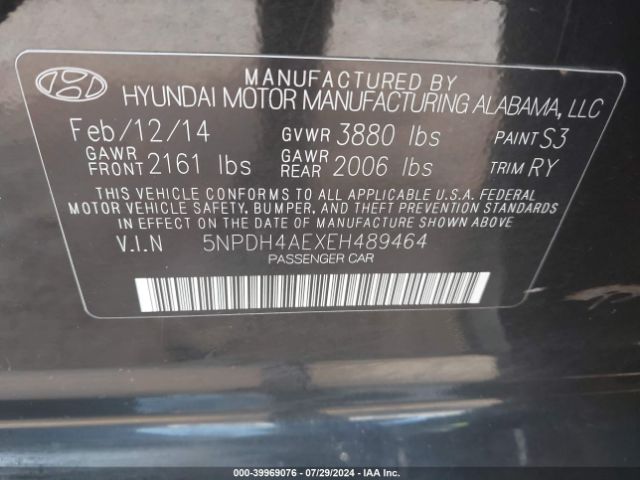 MANUFACTURED BY
HYUNDAI MOTOR MANUFACTURING ALABAMA, LLC
Feb/12/14 GVWR 3880 lbs PAINT S3
GAWR FRONT 2161 lbs GAWR REAR 2006 lbs TRIM RY
THIS VEHICLE CONFORMS TO ALL APPLICABLE U.S.A. FEDERAL
MOTOR VEHICLE SAFETY, BUMPER, AND THEFT PREVENTION STANDARDS
IN EFFECT ON THE DATE OF MANUFACTURE SHOWN ABOVE
V.I.N 5NPDH4AEXEH489464
PASSENGER CAR
000-39969076 - 07/29/2024 - IAA Inc.